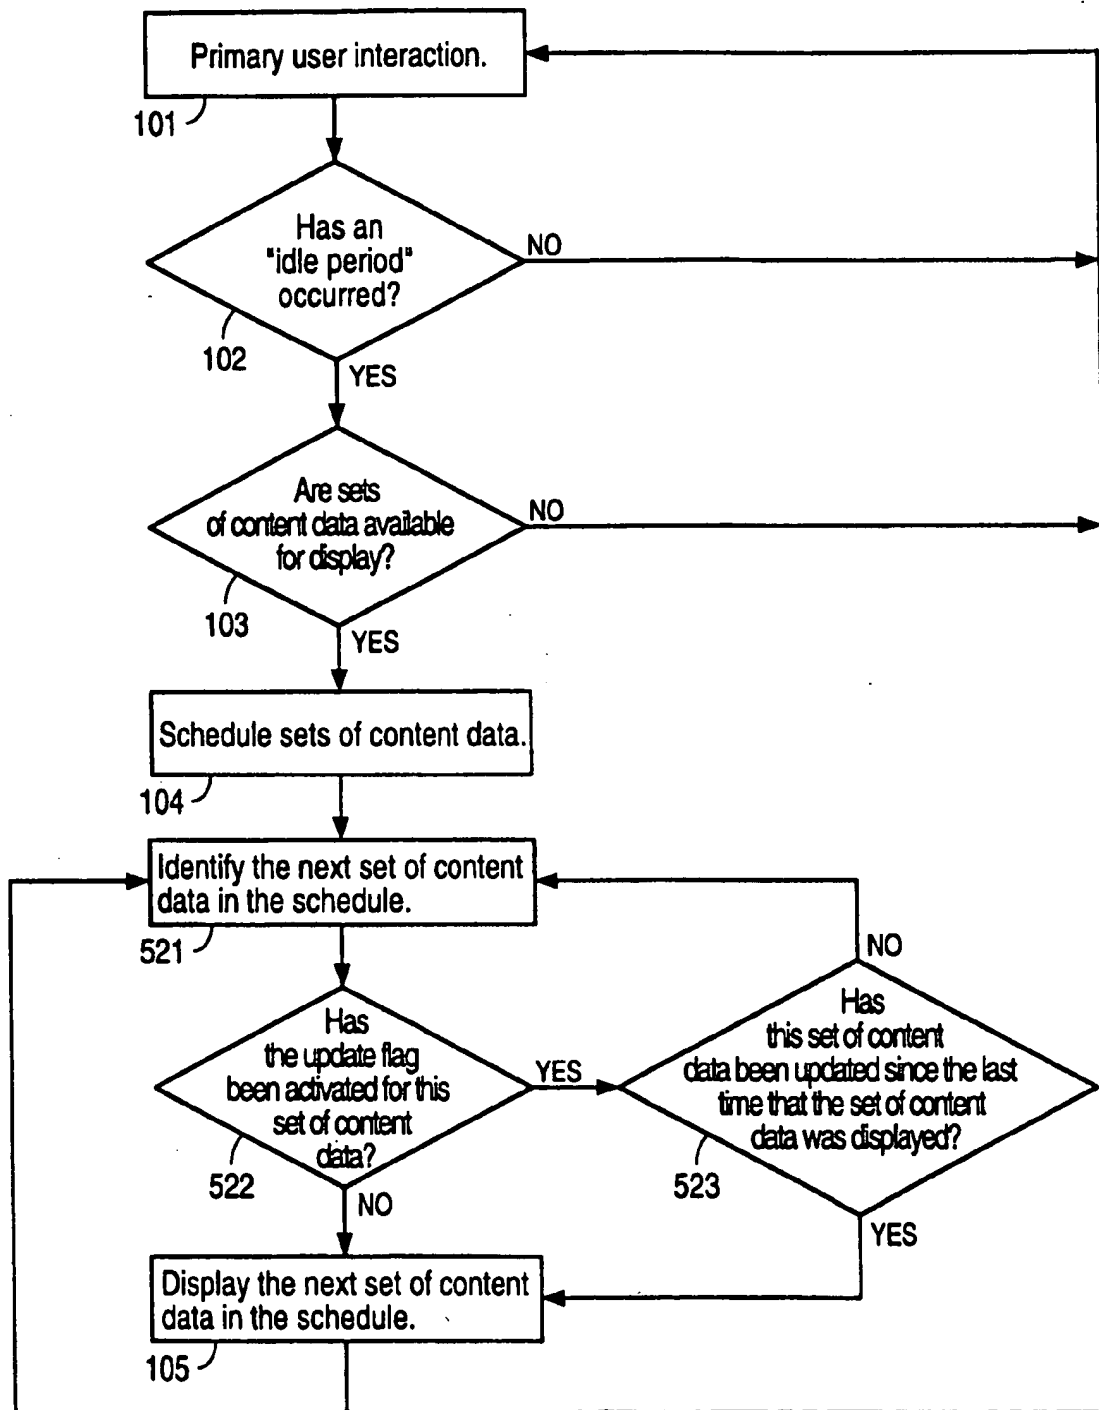 Primary user interaction.
101
Has an
"idle period"
occurred?
NO
102
YES
Are sets
of content data available
for display?
NO
103
YES
Schedule sets of content data.
104
Identify the next set of content
data in the schedule.
521
NO
Has
the update flag
been activated for this
set of content
data?
YES
522
NO
Has
this set of content
data been updated since the last
time that the set of content
data was displayed?
523
YES
Display the next set of content
data in the schedule.
105